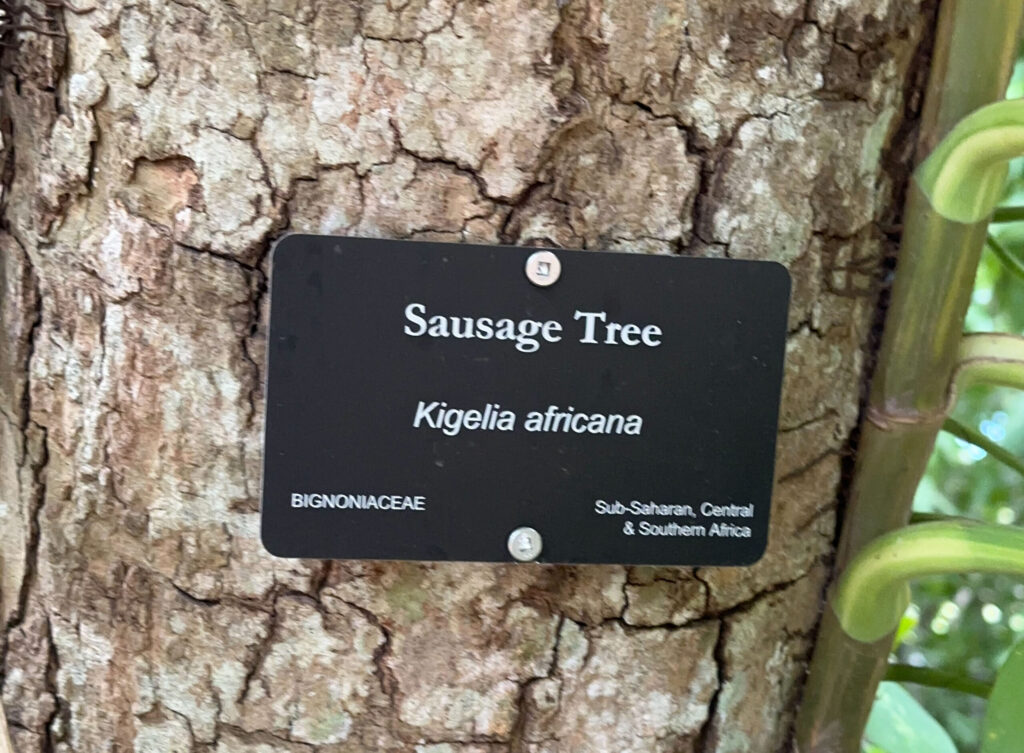 Sausage Tree
Kigelia africana
BIGNONIACEAE
Sub-Saharan, Central
& Southern Africa